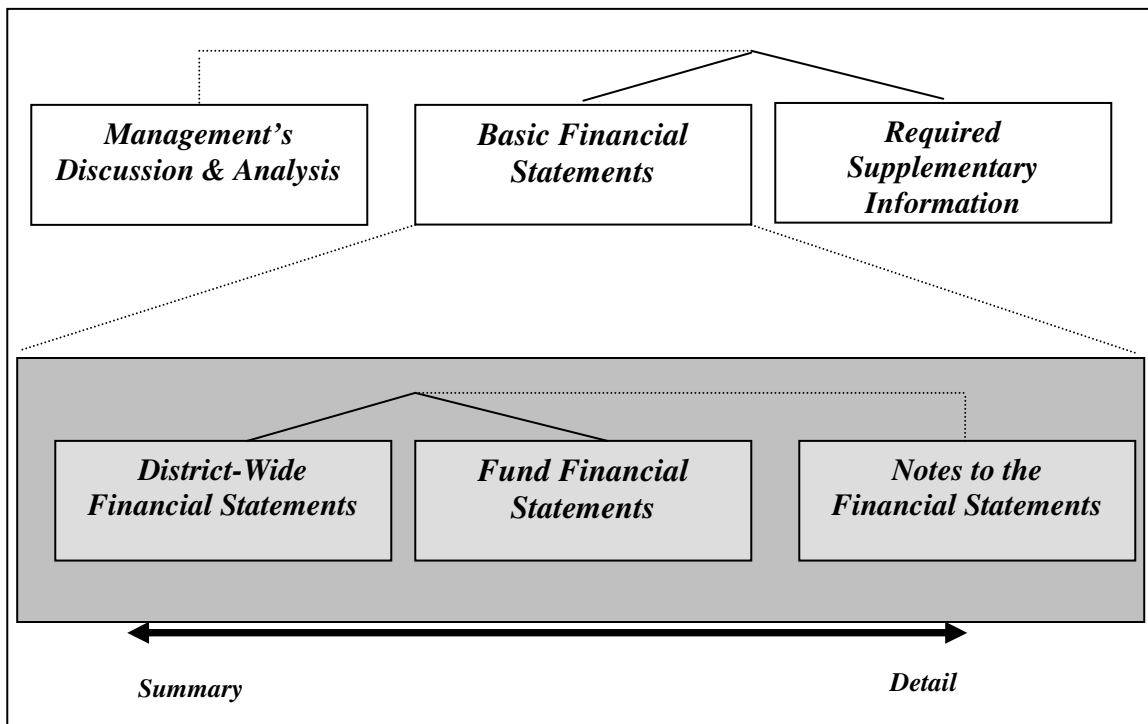 Management’s
Discussion & Analysis
Basic Financial
Statements
Required
Supplementary
Information
District-Wide
Financial Statements
Fund Financial
Statements
Notes to the
Financial Statements
Summary
Detail